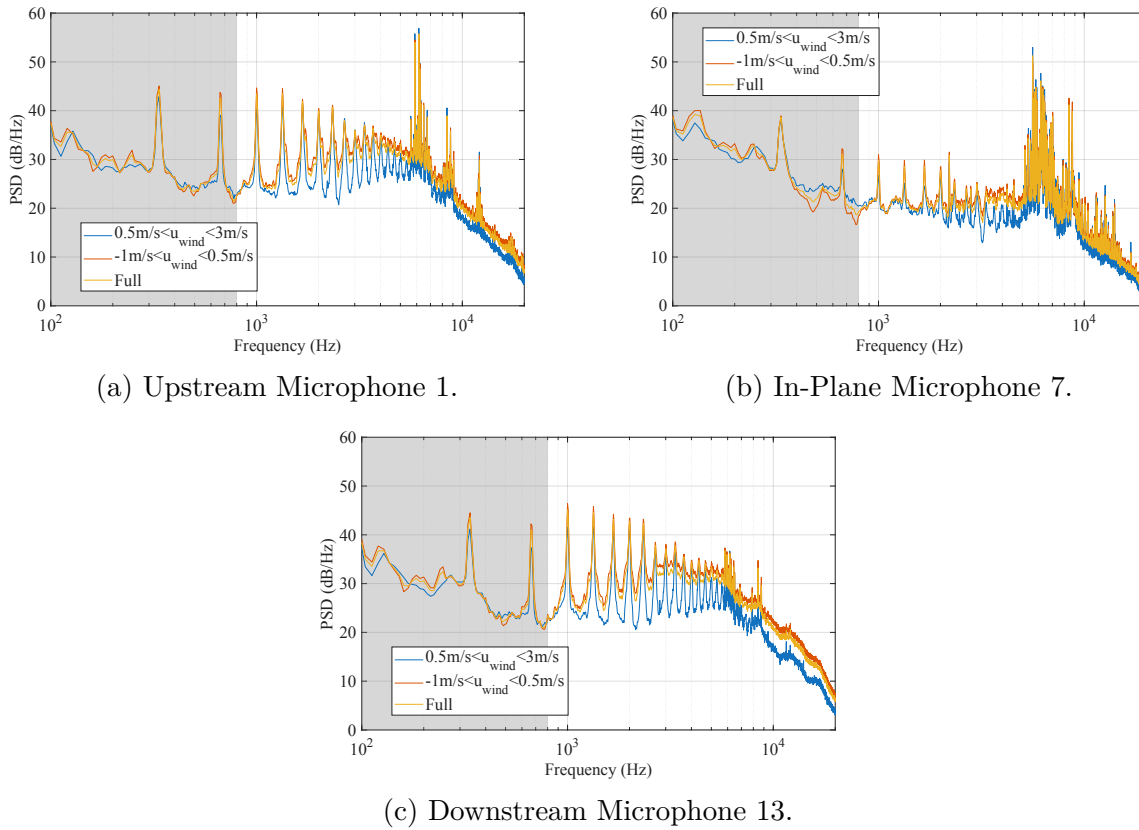 60
50
40
30
20
10
0
PSD (dB/Hz)
0.5m/s<u_wind<3m/s
-1m/s<u_wind<0.5m/s
Full
10^2
10^3
10^4
Frequency (Hz)
(a) Upstream Microphone 1.
60
50
40
30
20
10
0
PSD (dB/Hz)
0.5m/s<u_wind<3m/s
-1m/s<u_wind<0.5m/s
Full
10^2
10^3
10^4
Frequency (Hz)
(b) In-Plane Microphone 7.
60
50
40
30
20
10
0
PSD (dB/Hz)
0.5m/s<u_wind<3m/s
-1m/s<u_wind<0.5m/s
Full
10^2
10^3
10^4
Frequency (Hz)
(c) Downstream Microphone 13.